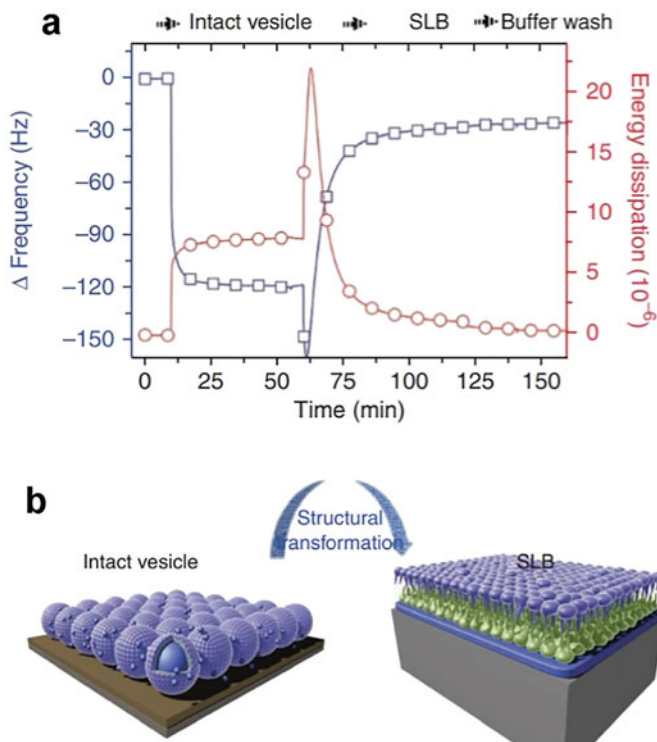 a
Intact vesicle SLB Buffer wash
Δ Frequency (Hz)
0
−30
−60
−90
−120
−150
Energy dissipation (10⁻⁶)
20
15
10
5
0
0 25 50 75 100 125 150
Time (min)
b
Structural
transformation
Intact vesicle
SLB